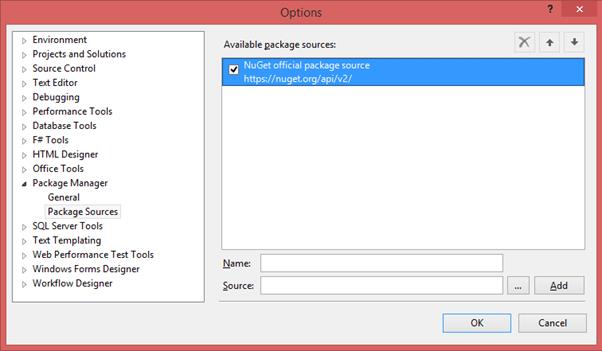 Options
?
Environment
Projects and Solutions
Source Control
Text Editor
Debugging
Performance Tools
Database Tools
F# Tools
HTML Designer
Office Tools
Package Manager
General
Package Sources
SQL Server Tools
Text Templating
Web Performance Test Tools
Windows Forms Designer
Workflow Designer
Available package sources:
NuGet official package source
https://nuget.org/api/v2/
Name:
Source:
...
Add
OK
Cancel